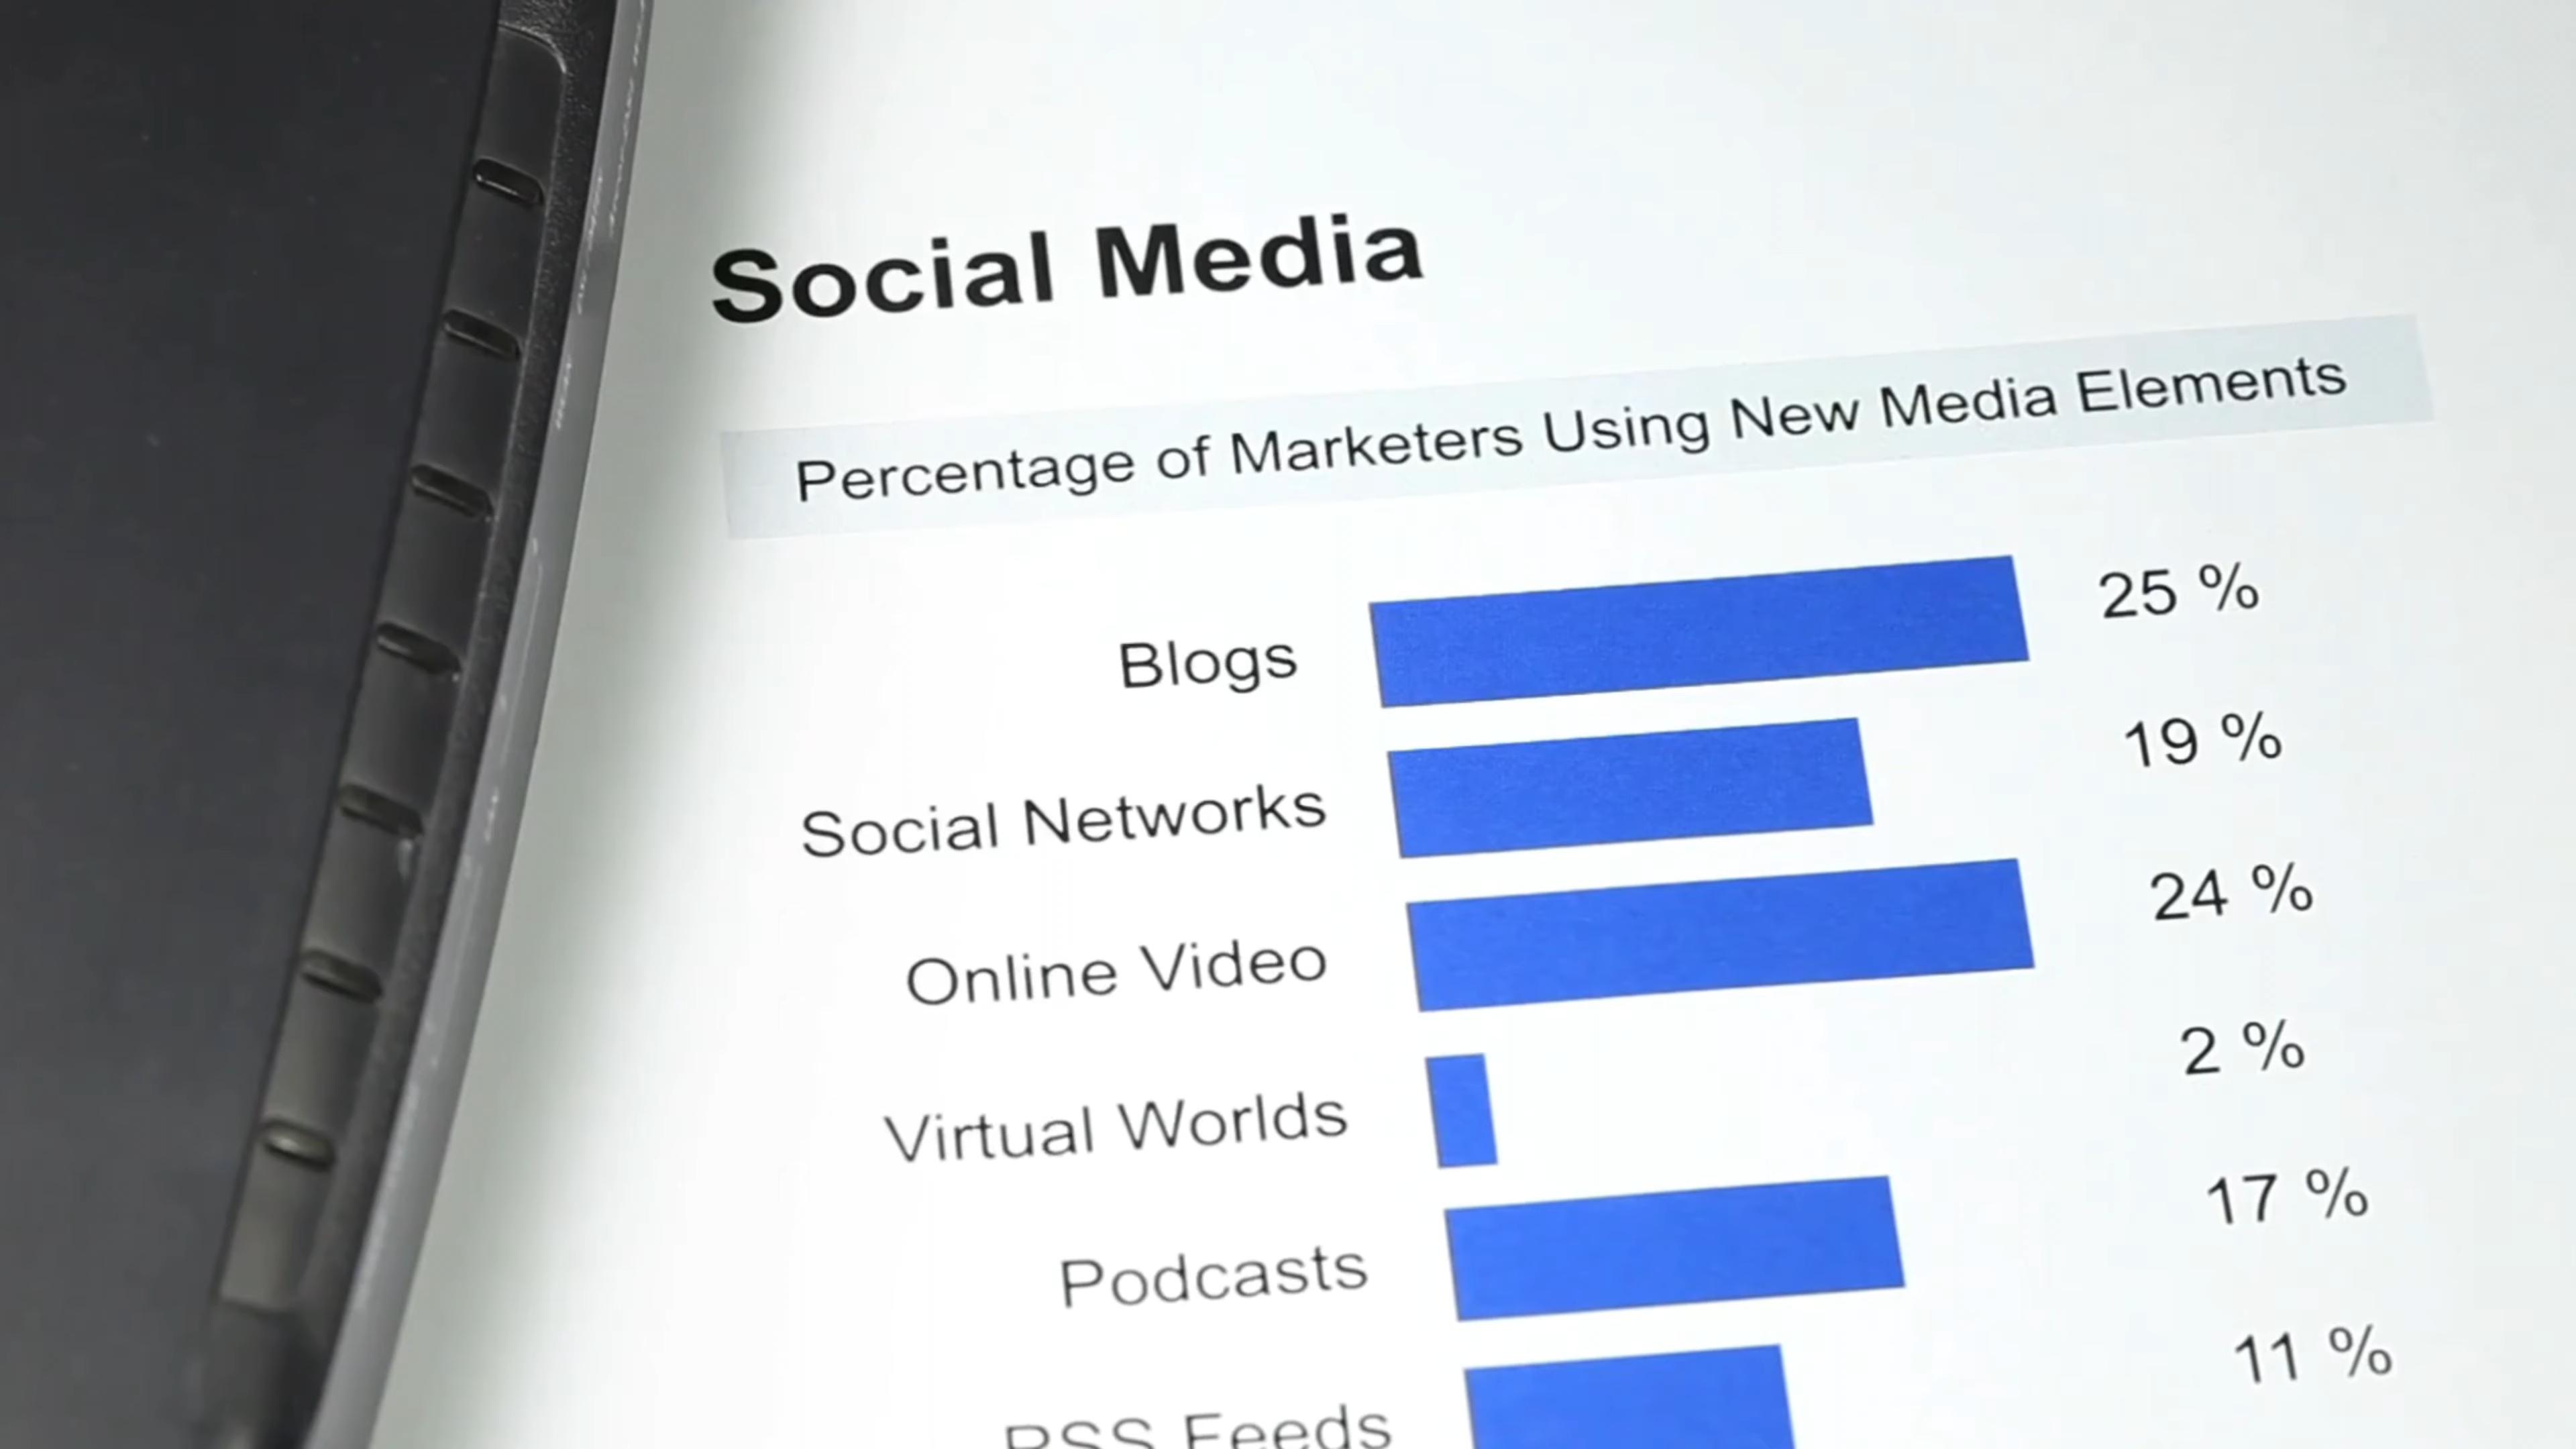 Social Media
Percentage of Marketers Using New Media Elements
Blogs 25 %
Social Networks 19 %
Online Video 24 %
Virtual Worlds 2 %
Podcasts 17 %
RSS Feeds 11 %